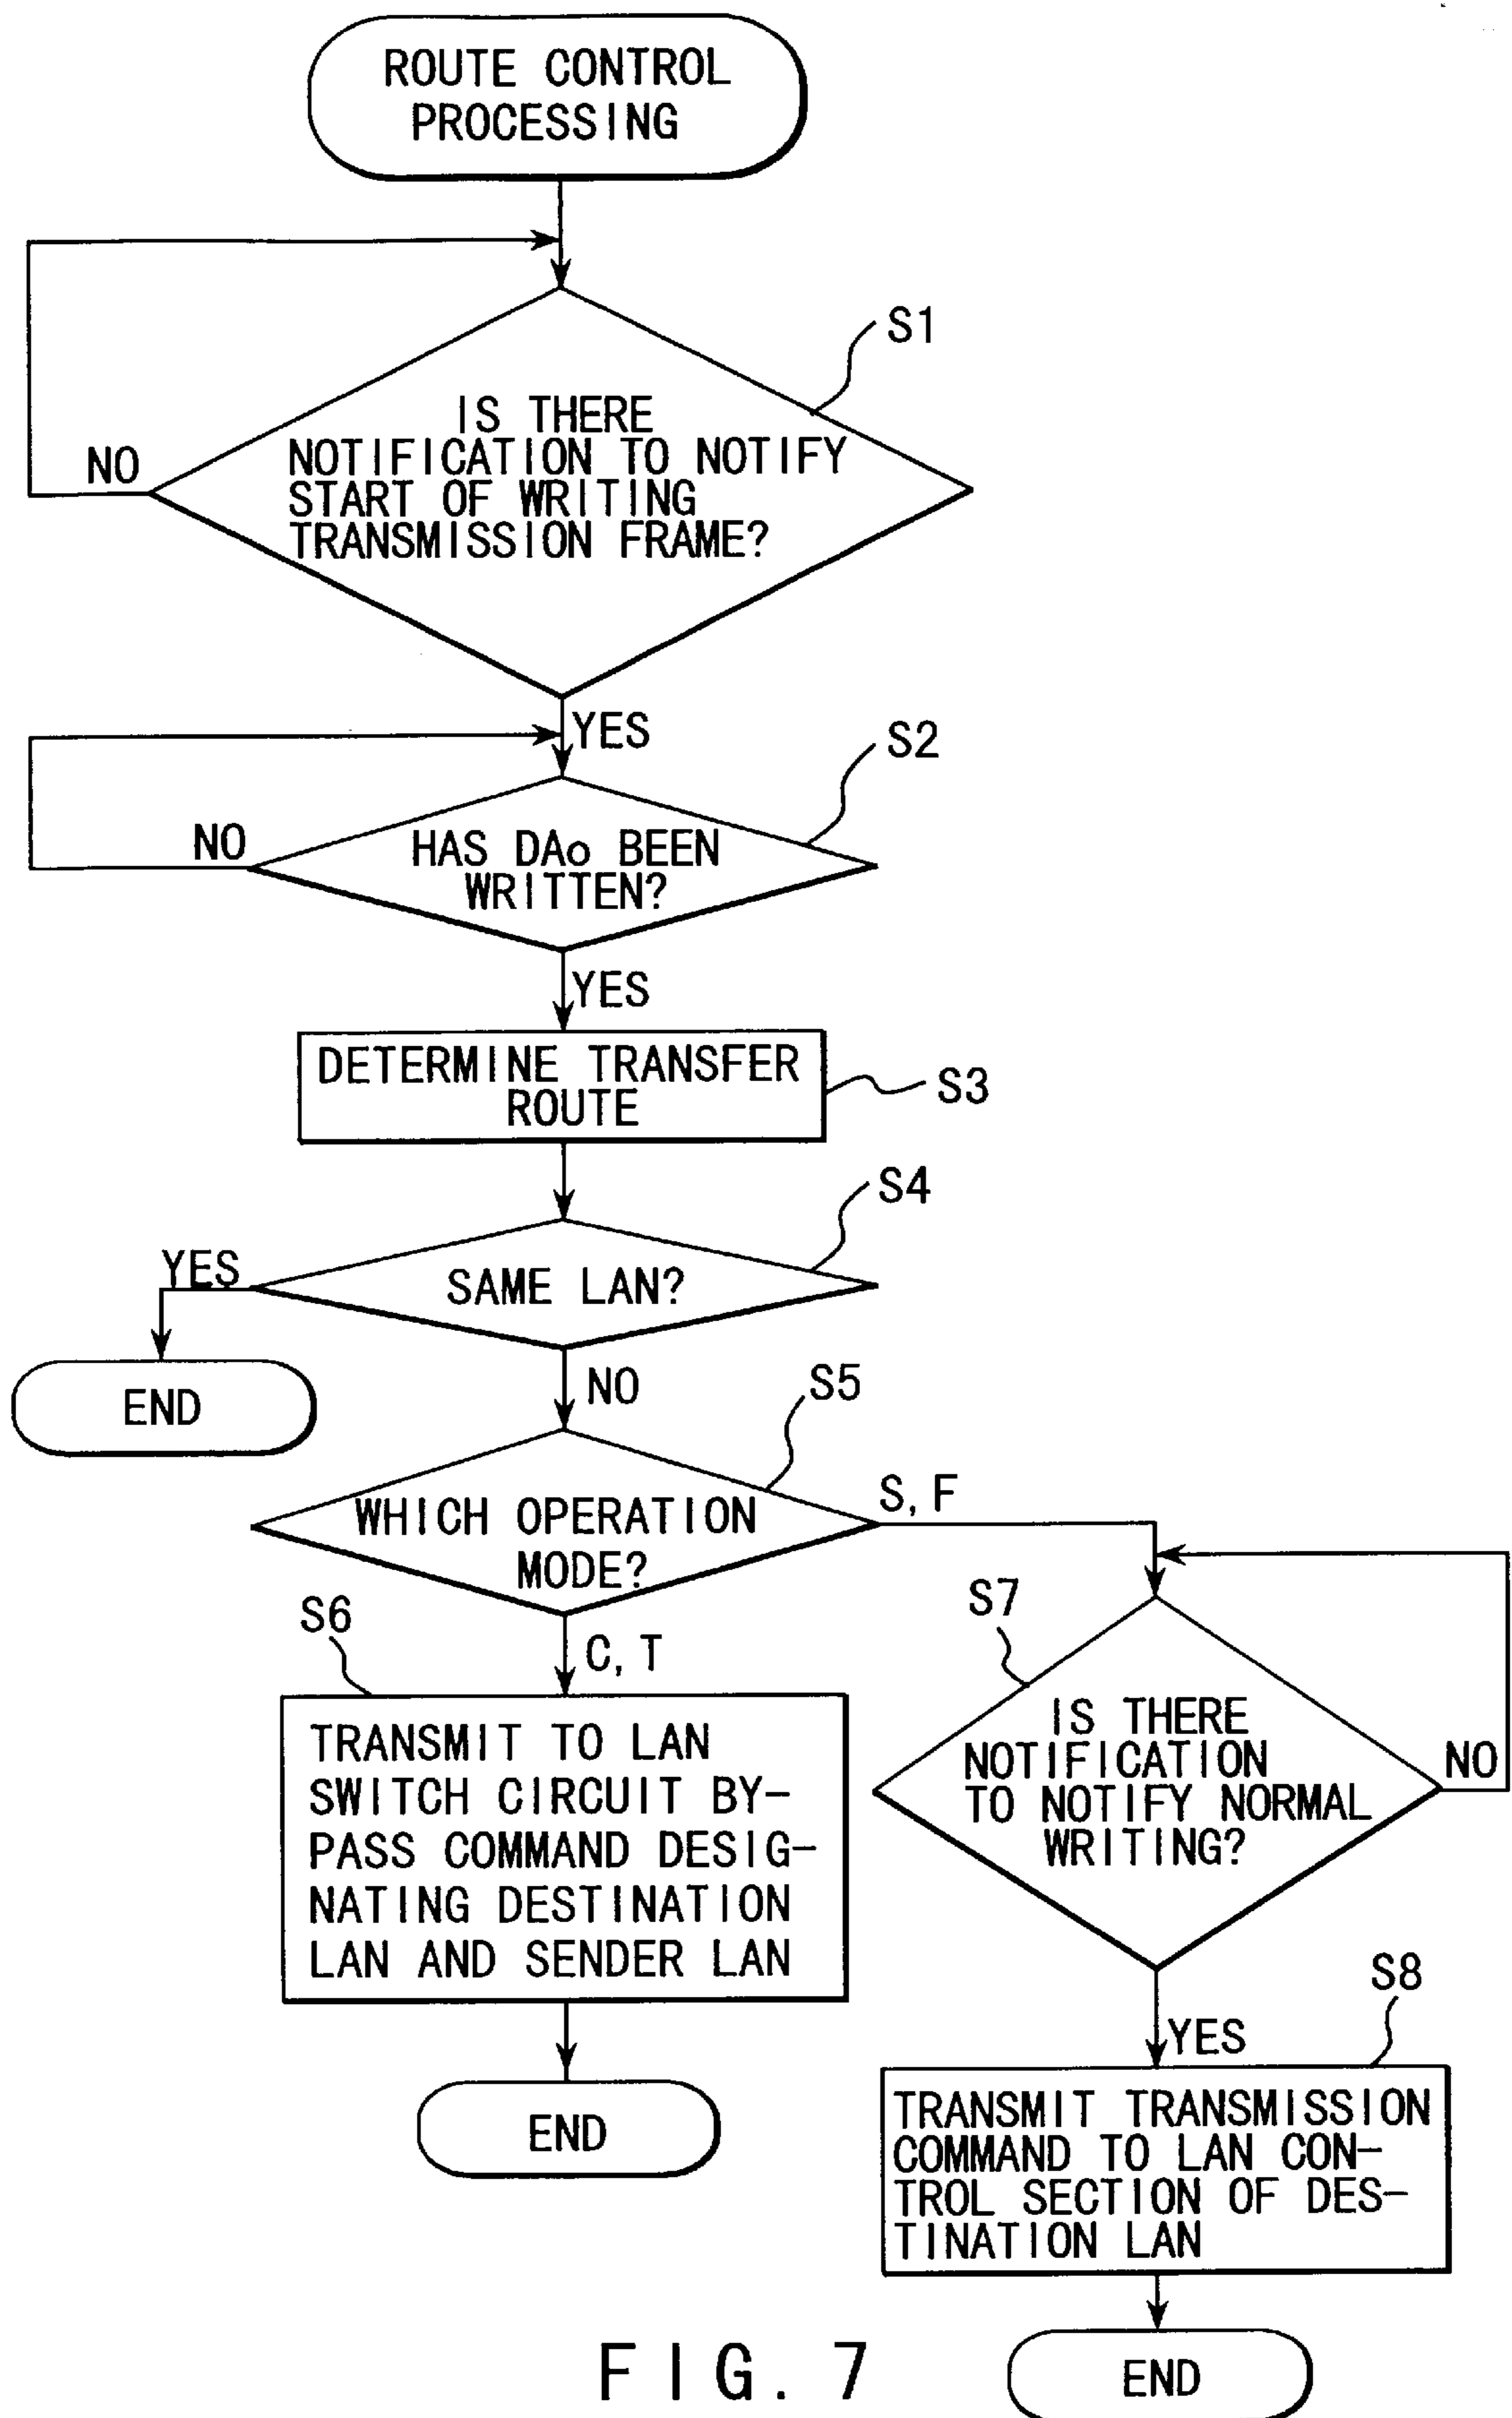 ROUTE CONTROL
PROCESSING
S1
IS THERE
NOTIFICATION TO NOTIFY
START OF WRITING
TRANSMISSION FRAME?
NO
YES
S2
HAS DAo BEEN
WRITTEN?
NO
YES
DETERMINE TRANSFER
ROUTE
S3
S4
YES
SAME LAN?
END
NO
S5
S, F
WHICH OPERATION
MODE?
S6
C, T
S7
TRANSMIT TO LAN
SWITCH CIRCUIT BY-
PASS COMMAND DESIG-
NATING DESTINATION
LAN AND SENDER LAN
IS THERE
NOTIFICATION
TO NOTIFY NORMAL
WRITING?
NO
S8
YES
END
TRANSMIT TRANSMISSION
COMMAND TO LAN CON-
TROL SECTION OF DES-
TINATION LAN
END
FIG. 7